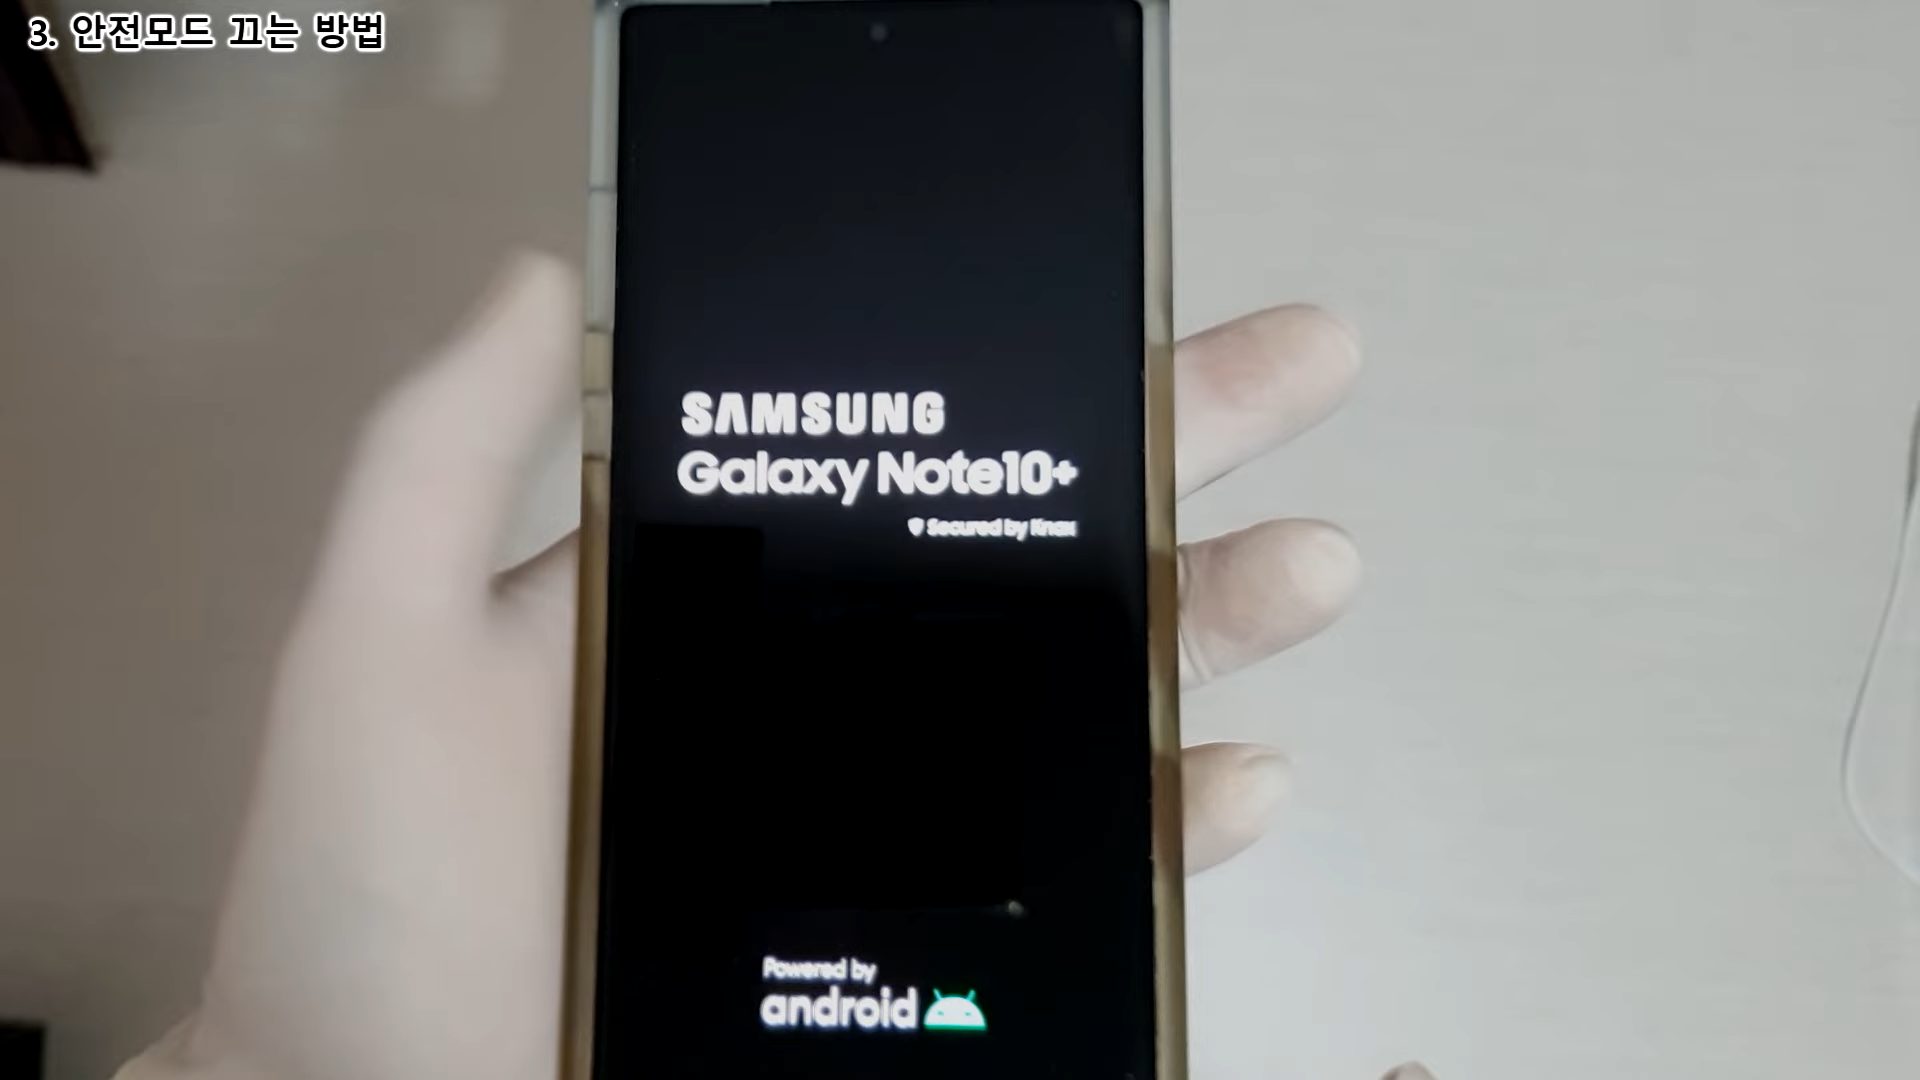 3. 안전모드 끄는 방법
SAMSUNG
Galaxy Note10+
Secured by Knox
Powered by
android